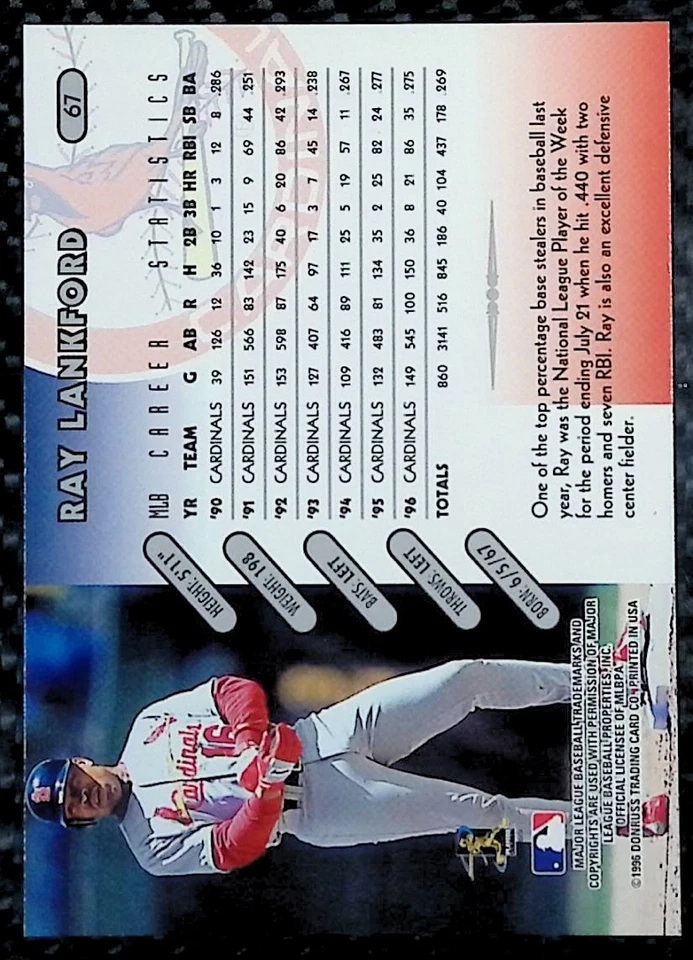 RAY LANKFORD 67
MLB CAREER STATISTICS
YR TEAM G AB R H 2B 3B HR RBI SB BA
'90 CARDINALS 39 126 12 36 10 1 3 12 8 .286
'91 CARDINALS 151 566 83 142 23 15 9 69 44 .251
'92 CARDINALS 153 598 87 175 40 6 20 86 42 .293
'93 CARDINALS 127 407 64 97 17 3 7 45 14 .238
'94 CARDINALS 109 416 89 111 25 5 19 57 11 .267
'95 CARDINALS 132 483 81 134 35 2 25 82 24 .277
'96 CARDINALS 149 545 100 150 36 8 21 86 35 .275
TOTALS 860 3141 516 845 186 40 104 437 178 .269
HEIGHT: 5'11"
WEIGHT: 198
BATS: LEFT
THROWS: LEFT
BORN: 6/5/67
One of the top percentage base stealers in baseball last
year, Ray was the National League Player of the Week
for the period ending July 21 when he hit .440 with two
homers and seven RBI. Ray is also an excellent defensive
center fielder.
Cardinals
16
MAJOR LEAGUE BASEBALL TRADEMARKS AND
COPYRIGHTS ARE USED WITH PERMISSION OF MAJOR
LEAGUE BASEBALL PROPERTIES, INC.
OFFICIAL LICENSEE OF MLBPA
©1996 DONRUSS TRADING CARD CO. PRINTED IN USA